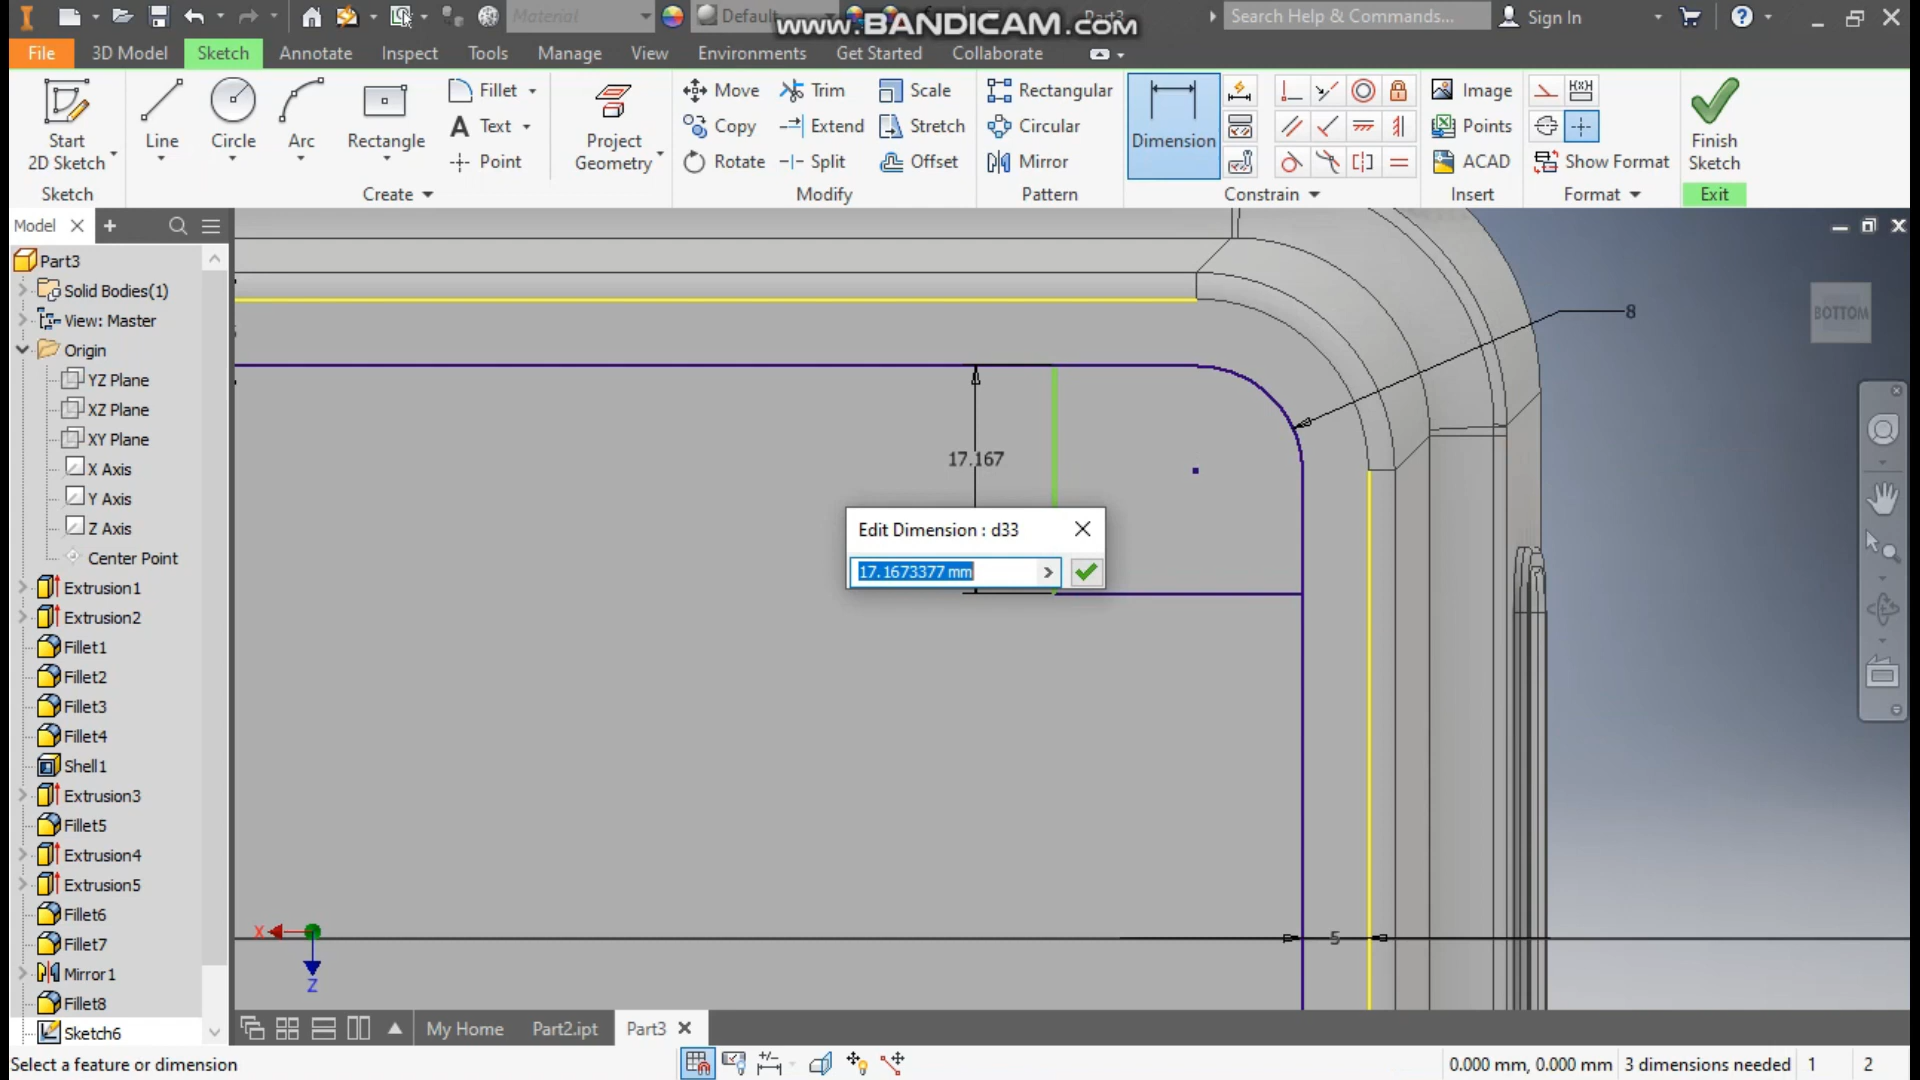 Material
Default
www.BANDICAM.com
Part3
Search Help & Commands...
Sign In
File
3D Model
Sketch
Annotate
Inspect
Tools
Manage
View
Environments
Get Started
Collaborate
Start
2D Sketch
Line
Circle
Arc
Rectangle
Fillet
Text
Point
Project
Geometry
Move
Copy
Rotate
Trim
Extend
Split
Scale
Stretch
Offset
Rectangular
Circular
Mirror
Dimension
Image
Points
ACAD
Show Format
Finish
Sketch
Sketch
Create
Modify
Pattern
Constrain
Insert
Format
Exit
Model
Part3
Solid Bodies(1)
View: Master
Origin
YZ Plane
XZ Plane
XY Plane
X Axis
Y Axis
Z Axis
Center Point
Extrusion1
Extrusion2
Fillet1
Fillet2
Fillet3
Fillet4
Shell1
Extrusion3
Fillet5
Extrusion4
Extrusion5
Fillet6
Fillet7
Mirror1
Fillet8
Sketch6
8
BOTTOM
17.167
Edit Dimension : d33
17.1673377 mm
5
X
Z
My Home
Part2.ipt
Part3
Select a feature or dimension
0.000 mm, 0.000 mm
3 dimensions needed
1
2